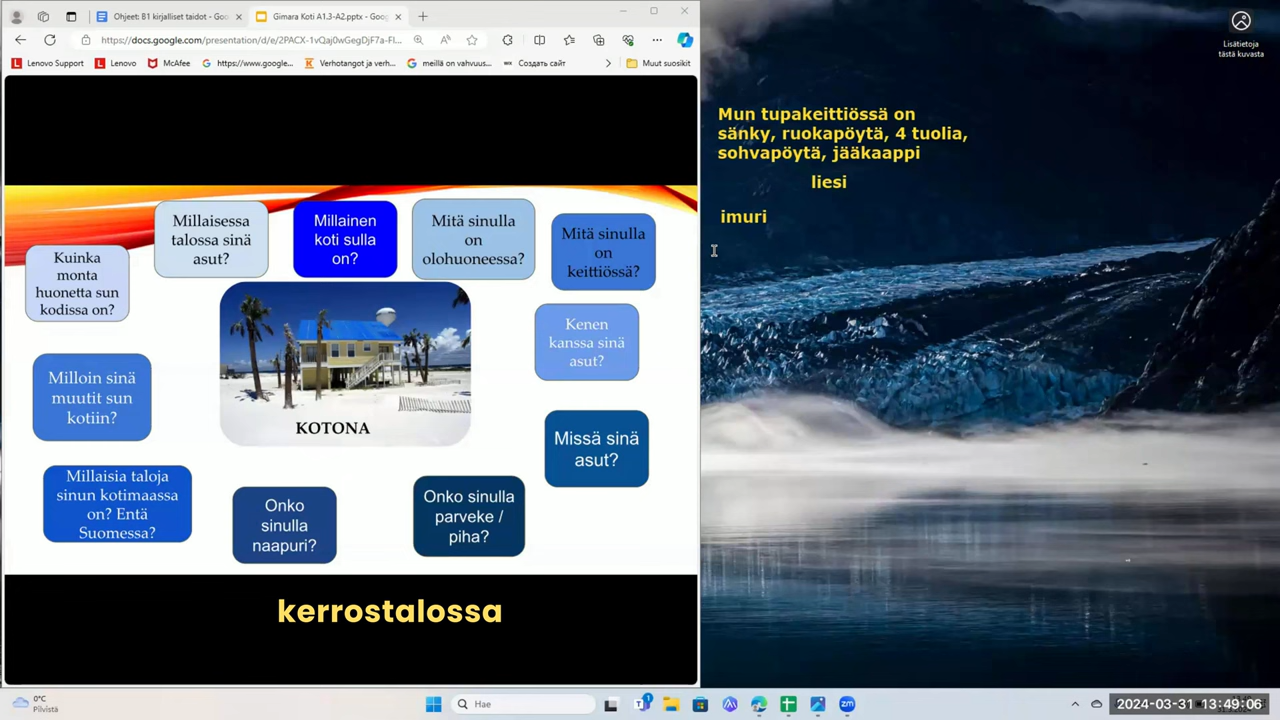 Ohjeet: B1 kirjalliset taidot - Goo
Gimara Koti A1.3-A2.pptx - Goog
https://docs.google.com/presentation/d/e/2PACX-1vQaj0wGegDjF7a-Fl...
Lenovo Support
Lenovo
McAfee
https://www.google...
Verhotangot ja verh...
meillä on vahvuus...
Создать сайт
Muut suosikit
Lisätietoja
tästä kuvasta
Mun tupakeittiössä on
sänky, ruokapöytä, 4 tuolia,
sohvapöytä, jääkaappi
liesi
imuri
Millaisessa
talossa sinä
asut?
Millainen
koti sulla
on?
Mitä sinulla
on
olohuoneessa?
Mitä sinulla
on
keittiössä?
Kuinka
monta
huonetta sun
kodissa on?
Kenen
kanssa sinä
asut?
Milloin sinä
muutit sun
kotiin?
KOTONA
Missä sinä
asut?
Millaisia taloja
sinun kotimaassa
on? Entä
Suomessa?
Onko
sinulla
naapuri?
Onko sinulla
parveke /
piha?
kerrostalossa
0°C
Pilvistä
Hae
2024-03-31 13:49:06